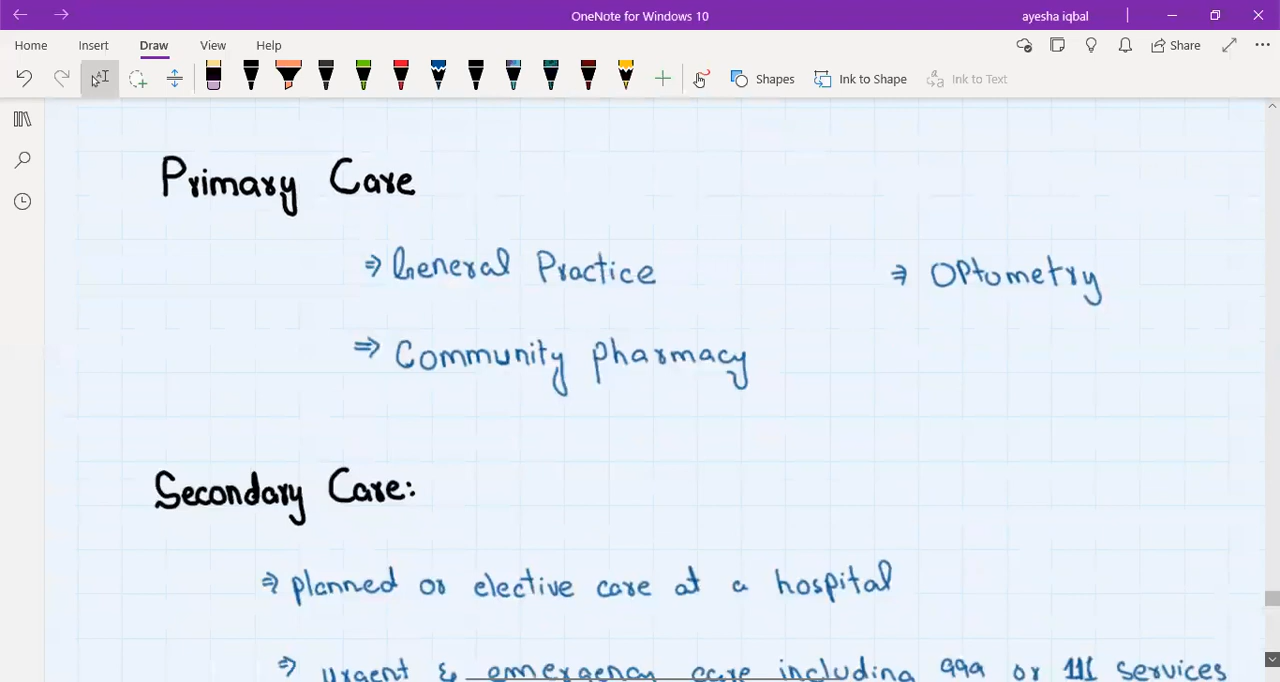 OneNote for Windows 10
ayesha iqbal
Home Insert Draw View Help
Share
Shapes Ink to Shape Ink to Text
Primary Care
⇒ General Practice ⇒ Optometry
⇒ Community pharmacy
Secondary Care:
⇒ planned or elective care at a hospital
⇒ urgent & emergency care including 999 or 111 services